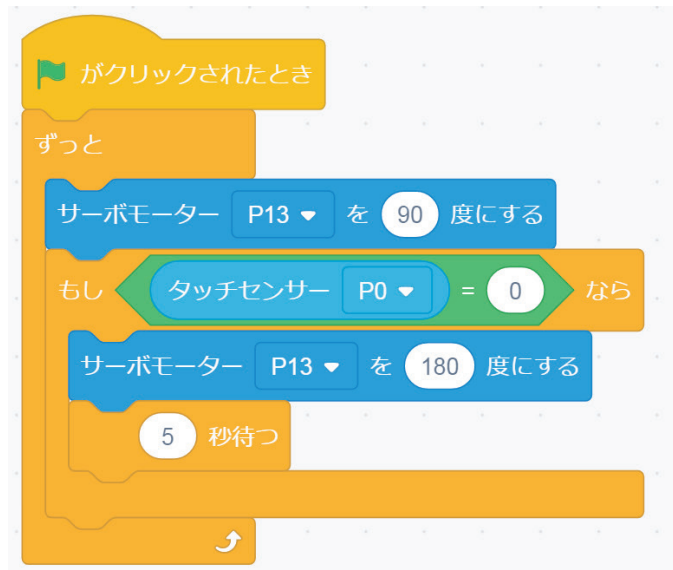 がクリックされたとき
ずっと
サーボモーター P13 を 90 度にする
もし タッチセンサー P0 = 0 なら
サーボモーター P13 を 180 度にする
5 秒待つ